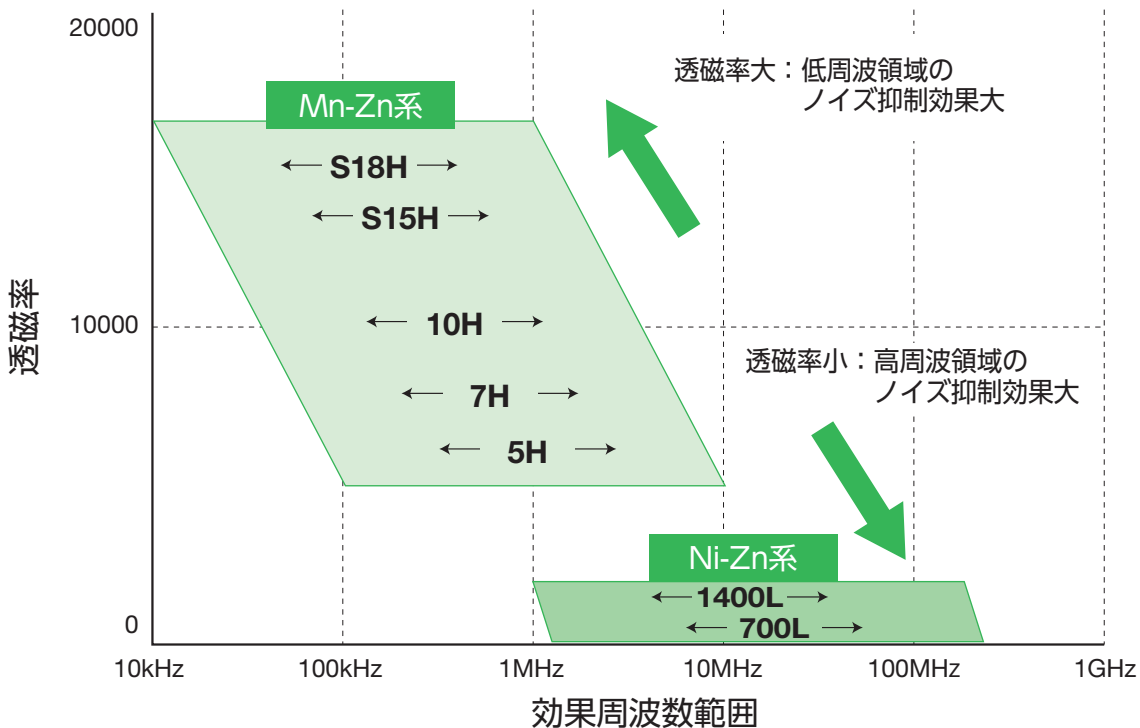 20000
透磁率大：低周波領域の
ノイズ抑制効果大
Mn-Zn系
S18H
S15H
透磁率
10000
10H
透磁率小：高周波領域の
ノイズ抑制効果大
7H
5H
Ni-Zn系
1400L
700L
0
10kHz 100kHz 1MHz 10MHz 100MHz 1GHz
効果周波数範囲